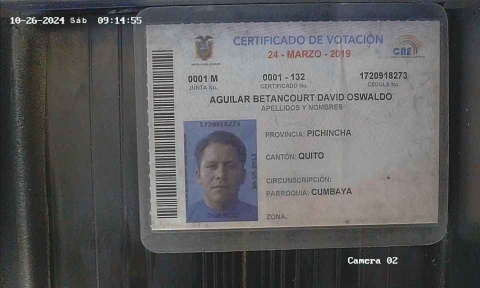 10-26-2024 Sáb 09:14:55
CERTIFICADO DE VOTACIÓN
24 - MARZO - 2019
CNE
0001 M
JUNTA No.
0001 - 132
CERTIFICADO No.
1720918273
CÉDULA No.
AGUILAR BETANCOURT DAVID OSWALDO
APELLIDOS Y NOMBRES
1720918273
PROVINCIA: PICHINCHA
CANTÓN: QUITO
CIRCUNSCRIPCIÓN:
PARROQUIA: CUMBAYA
ZONA:
Camera 02